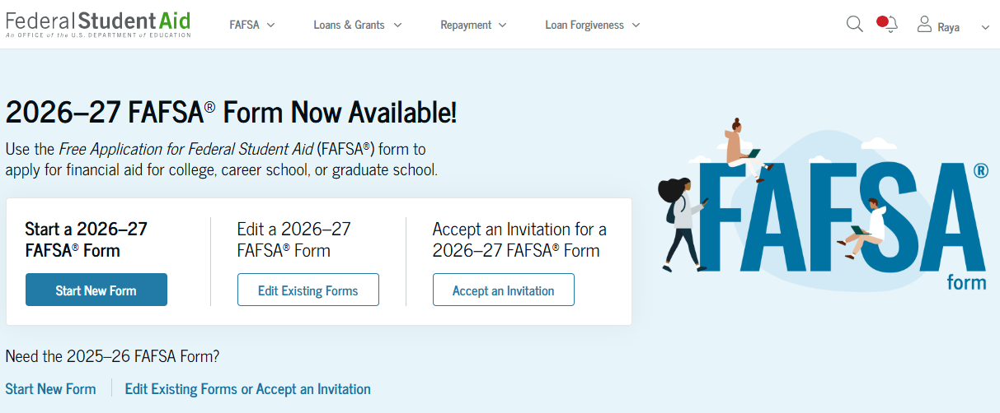 Federal Student Aid
An OFFICE of the U.S. DEPARTMENT of EDUCATION
FAFSA
Loans & Grants
Repayment
Loan Forgiveness
Raya
2026–27 FAFSA® Form Now Available!
Use the Free Application for Federal Student Aid (FAFSA®) form to
apply for financial aid for college, career school, or graduate school.
Start a 2026–27
FAFSA® Form
Start New Form
Edit a 2026–27
FAFSA® Form
Edit Existing Forms
Accept an Invitation for a
2026–27 FAFSA® Form
Accept an Invitation
FAFSA®
form
Need the 2025–26 FAFSA Form?
Start New Form
Edit Existing Forms or Accept an Invitation